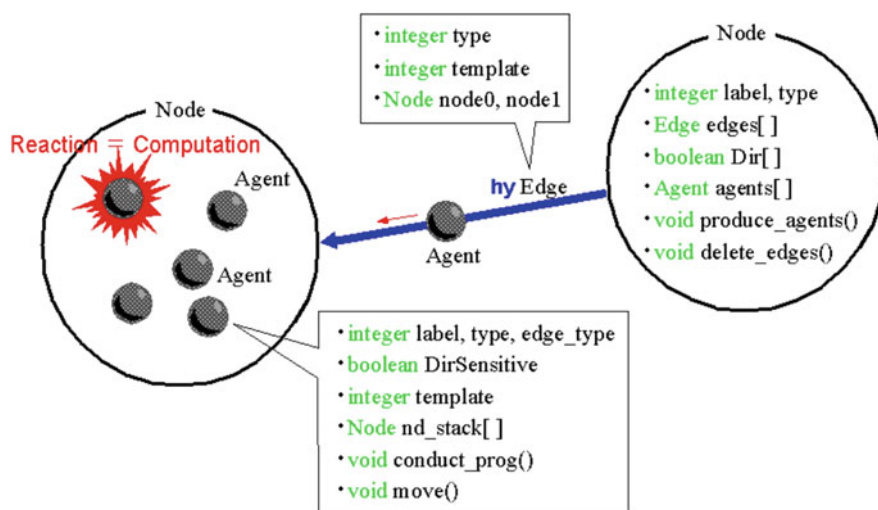 · integer type
· integer template
· Node node0, node1
Node
· integer label, type
· Edge edges[ ]
· boolean Dir[ ]
· Agent agents[ ]
· void produce_agents()
· void delete_edges()
Node
Reaction = Computation
Agent
Agent
hy Edge
Agent
· integer label, type, edge_type
· boolean DirSensitive
· integer template
· Node nd_stack[ ]
· void conduct_prog()
· void move()